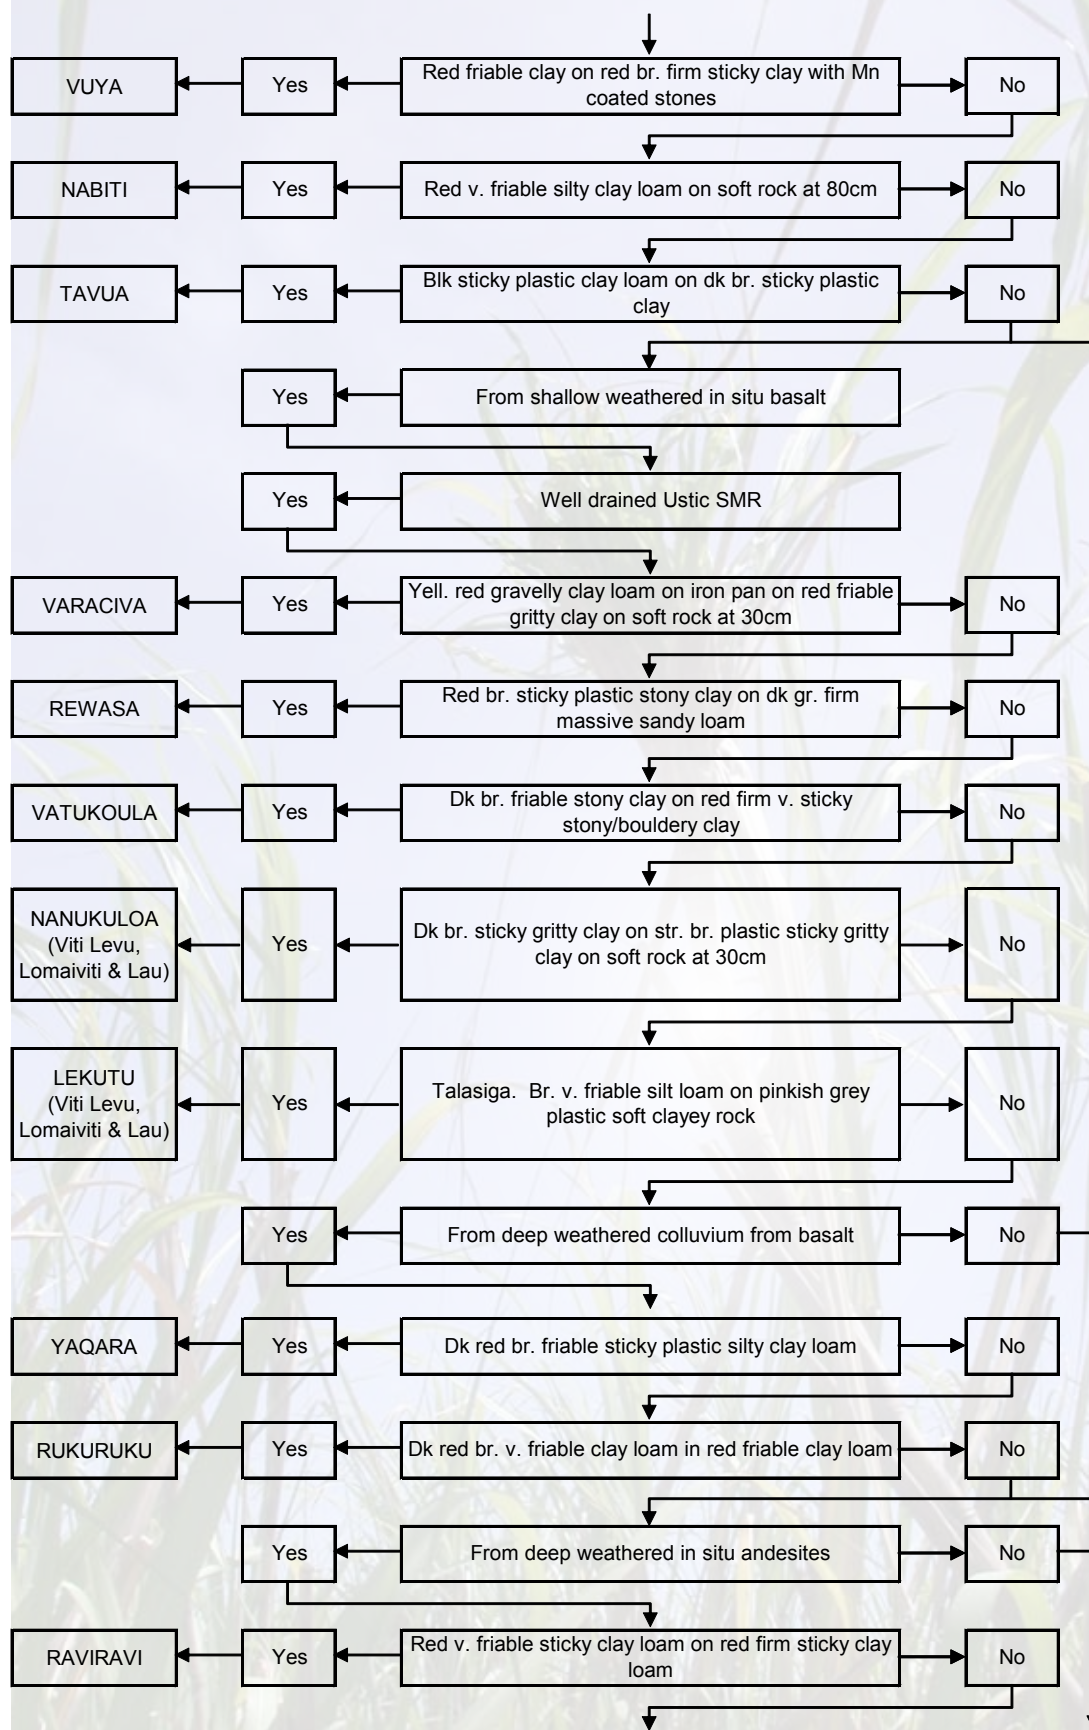 VUYA
Yes
Red friable clay on red br. firm sticky clay with Mn
coated stones
No
NABITI
Yes
Red v. friable silty clay loam on soft rock at 80cm
No
TAVUA
Yes
Blk sticky plastic clay loam on dk br. sticky plastic
clay
No
Yes
From shallow weathered in situ basalt
Yes
Well drained Ustic SMR
VARACIVA
Yes
Yell. red gravelly clay loam on iron pan on red friable
gritty clay on soft rock at 30cm
No
REWASA
Yes
Red br. sticky plastic stony clay on dk gr. firm
massive sandy loam
No
VATUKOULA
Yes
Dk br. friable stony clay on red firm v. sticky
stony/bouldery clay
No
NANUKULOA
(Viti Levu,
Lomaiviti & Lau)
Yes
Dk br. sticky gritty clay on str. br. plastic sticky gritty
clay on soft rock at 30cm
No
LEKUTU
(Viti Levu,
Lomaiviti & Lau)
Yes
Talasiga. Br. v. friable silt loam on pinkish grey
plastic soft clayey rock
No
Yes
From deep weathered colluvium from basalt
No
YAQARA
Yes
Dk red br. friable sticky plastic silty clay loam
No
RUKURUKU
Yes
Dk red br. v. friable clay loam in red friable clay loam
No
Yes
From deep weathered in situ andesites
No
RAVIRAVI
Yes
Red v. friable sticky clay loam on red firm sticky clay
loam
No